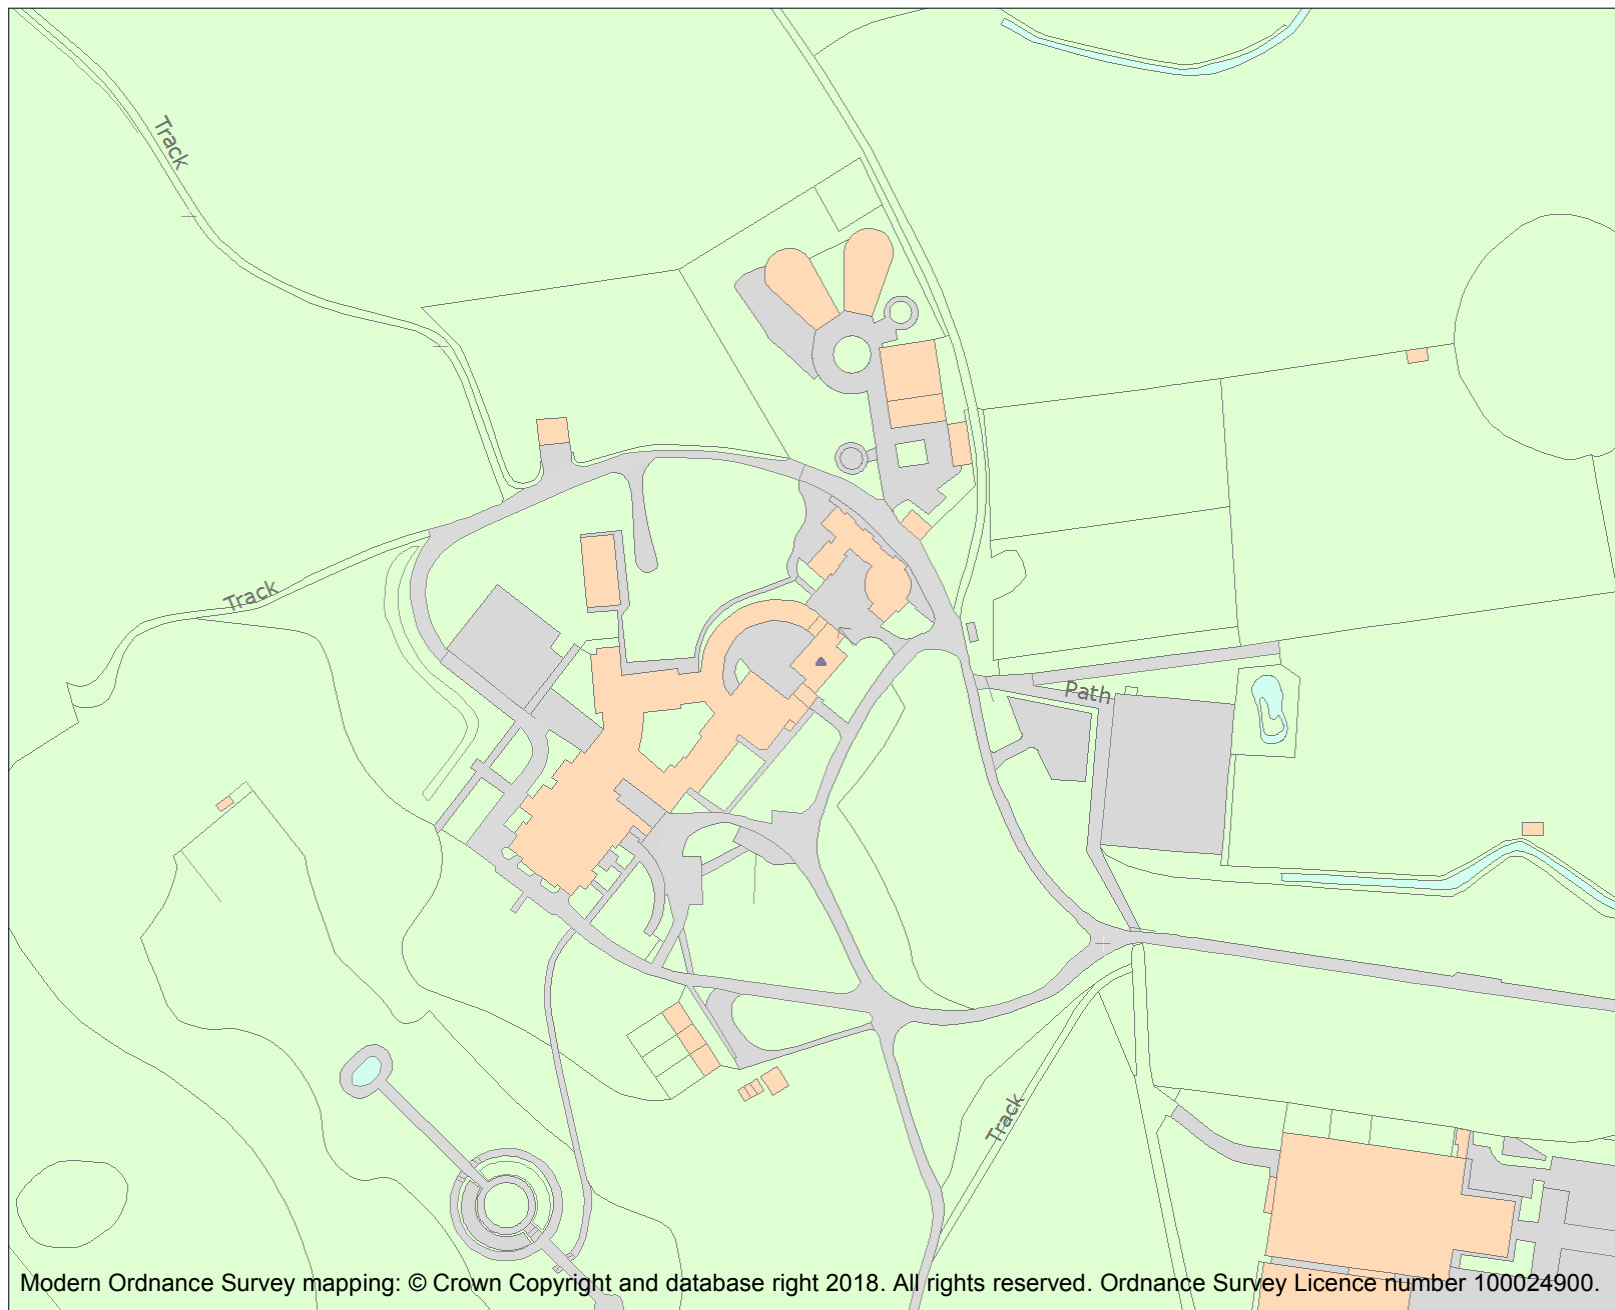 Track
Track
Path
Track
Modern Ordnance Survey mapping: © Crown Copyright and database right 2018. All rights reserved. Ordnance Survey Licence number 100024900.